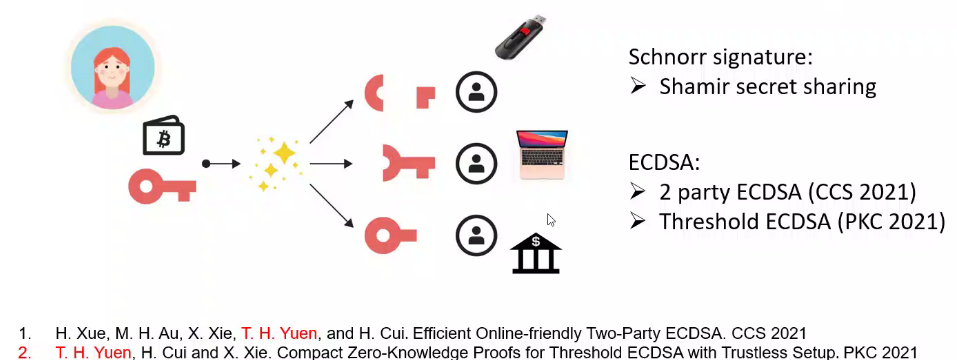 Schnorr signature:
➢ Shamir secret sharing
ECDSA:
➢ 2 party ECDSA (CCS 2021)
➢ Threshold ECDSA (PKC 2021)
₿
$
1. H. Xue, M. H. Au, X. Xie, T. H. Yuen, and H. Cui. Efficient Online-friendly Two-Party ECDSA. CCS 2021
2. T. H. Yuen, H. Cui and X. Xie. Compact Zero-Knowledge Proofs for Threshold ECDSA with Trustless Setup. PKC 2021